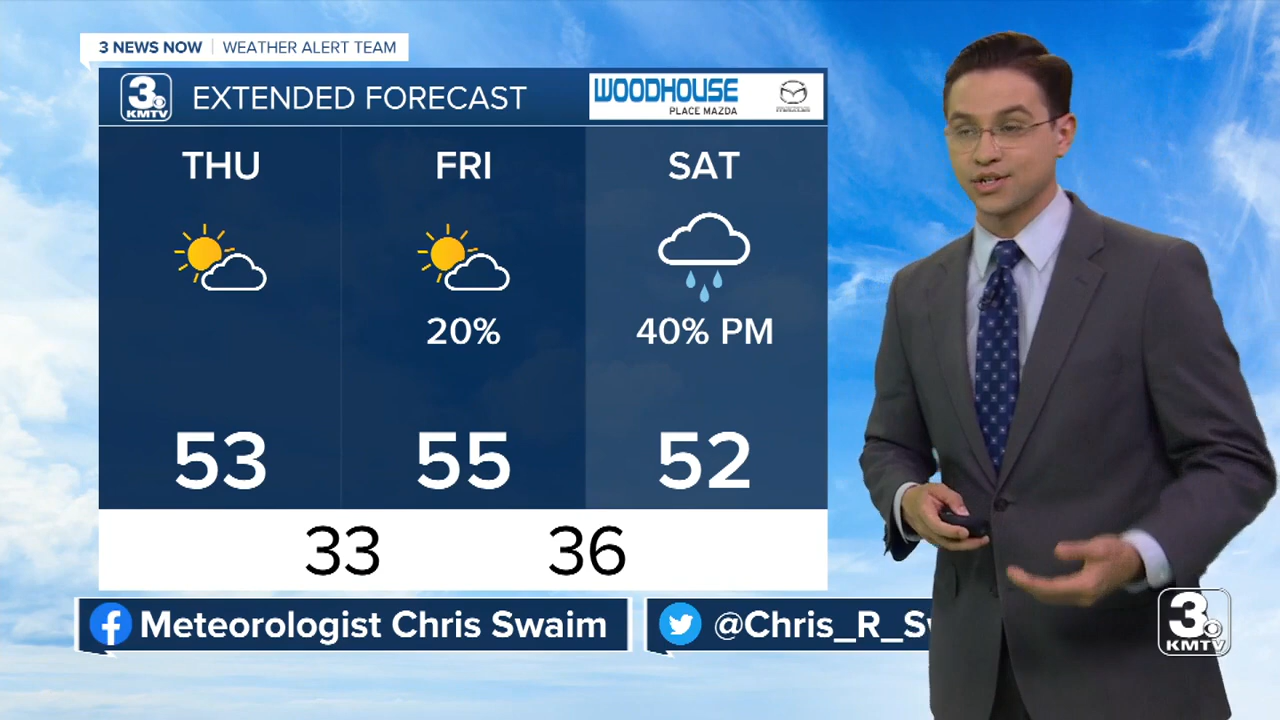 3 NEWS NOW WEATHER ALERT TEAM
3 KMTV EXTENDED FORECAST
WOODHOUSE
PLACE MAZDA
THU FRI SAT
20% 40% PM
53 55 52
33 36
Meteorologist Chris Swaim
@Chris_R_S
3
KMTV